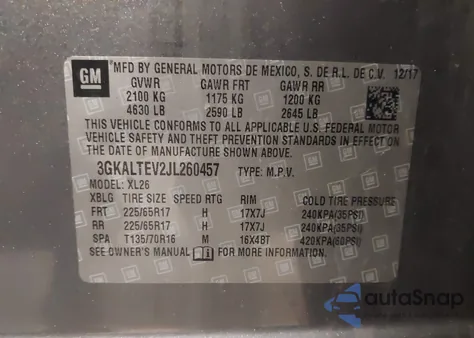 GM
MFD BY GENERAL MOTORS DE MEXICO, S. DE R.L. DE C.V. 12/17
GVWR GAWR FRT GAWR RR
2100 KG 1175 KG 1200 KG
4630 LB 2590 LB 2645 LB
THIS VEHICLE CONFORMS TO ALL APPLICABLE U.S. FEDERAL MOTOR
VEHICLE SAFETY AND THEFT PREVENTION STANDARDS IN EFFECT ON
THE DATE OF MANUFACTURE SHOWN ABOVE.
3GKALTEV2JL260457 TYPE: M.P.V.
MODEL: XL26
XBLG TIRE SIZE SPEED RTG RIM COLD TIRE PRESSURE
FRT 225/65R17 H 17X7J 240KPA(35PSI)
RR 225/65R17 H 17X7J 240KPA(35PSI)
SPA T135/70R16 M 16X4BT 420KPA(60PSI)
SEE OWNER'S MANUAL FOR MORE INFORMATION.
autoSnap